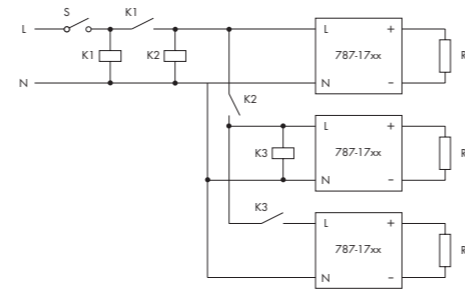 S K1
L L +
K1 K2 787-17xx R
N N –
K2
L +
K3 787-17xx R
N –
K3
L +
787-17xx R
N –